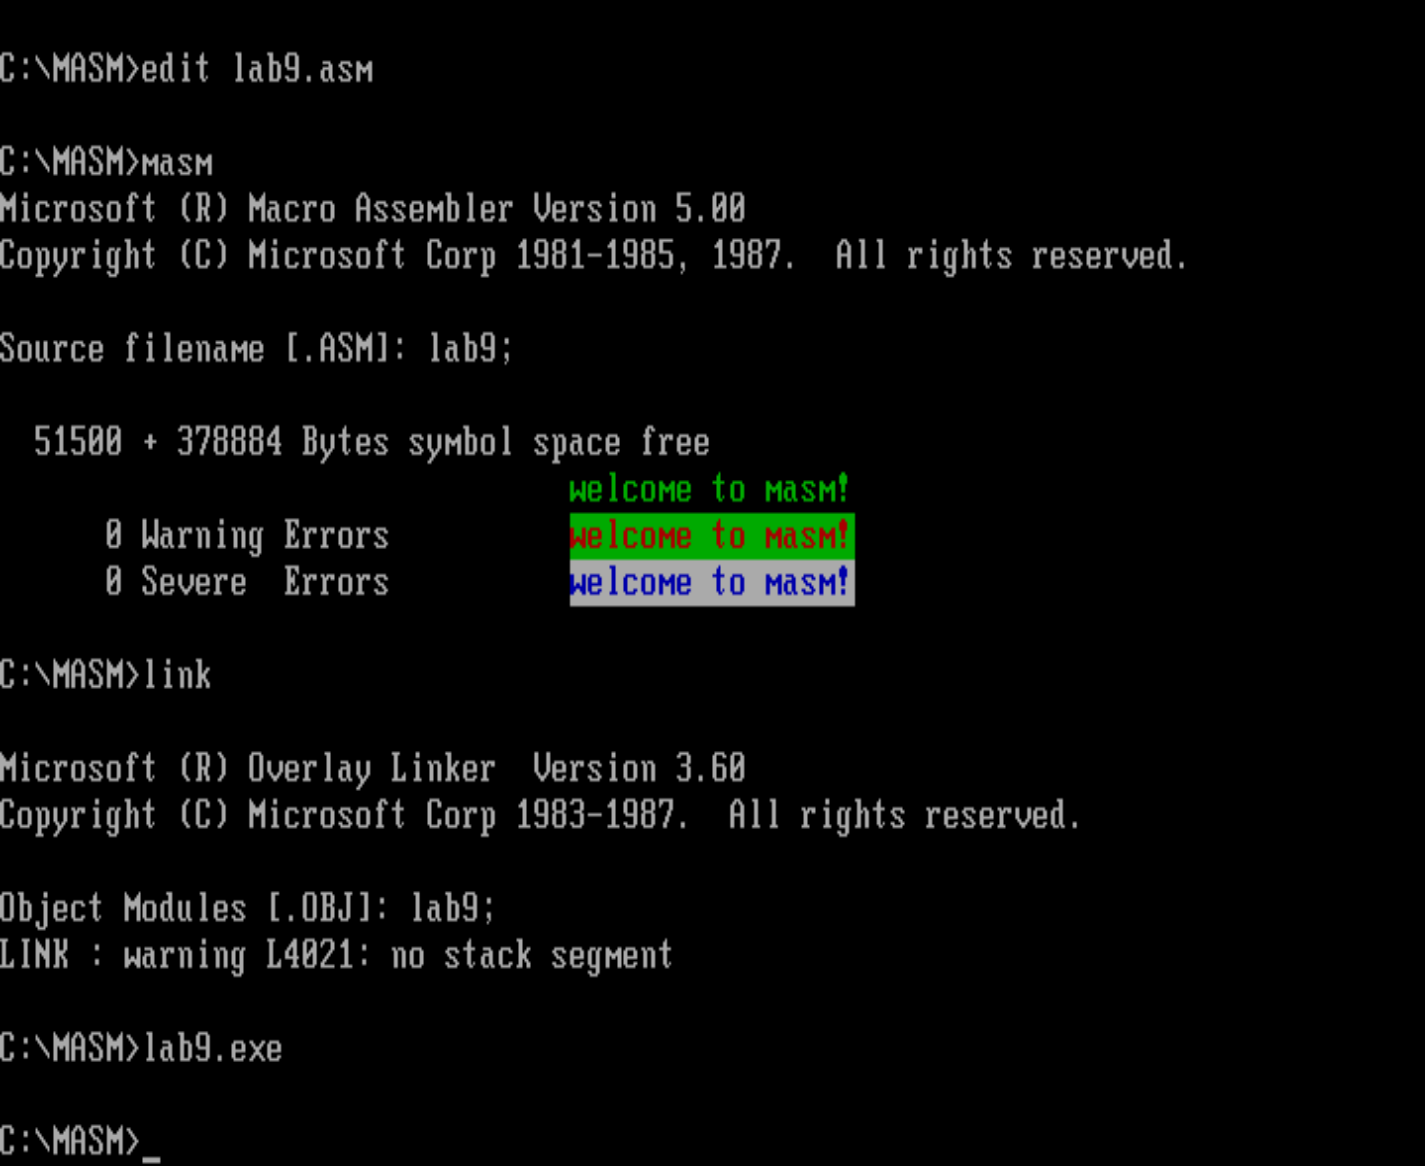 C:\MASM>edit lab9.asm
C:\MASM>masm
Microsoft (R) Macro Assembler Version 5.00
Copyright (C) Microsoft Corp 1981-1985, 1987.  All rights reserved.
Source filename [.ASM]: lab9;
51500 + 378884 Bytes symbol space free
welcome to masm!
0 Warning Errors welcome to masm!
0 Severe  Errors welcome to masm!
C:\MASM>link
Microsoft (R) Overlay Linker  Version 3.60
Copyright (C) Microsoft Corp 1983-1987.  All rights reserved.
Object Modules [.OBJ]: lab9;
LINK : warning L4021: no stack segment
C:\MASM>lab9.exe
C:\MASM>_